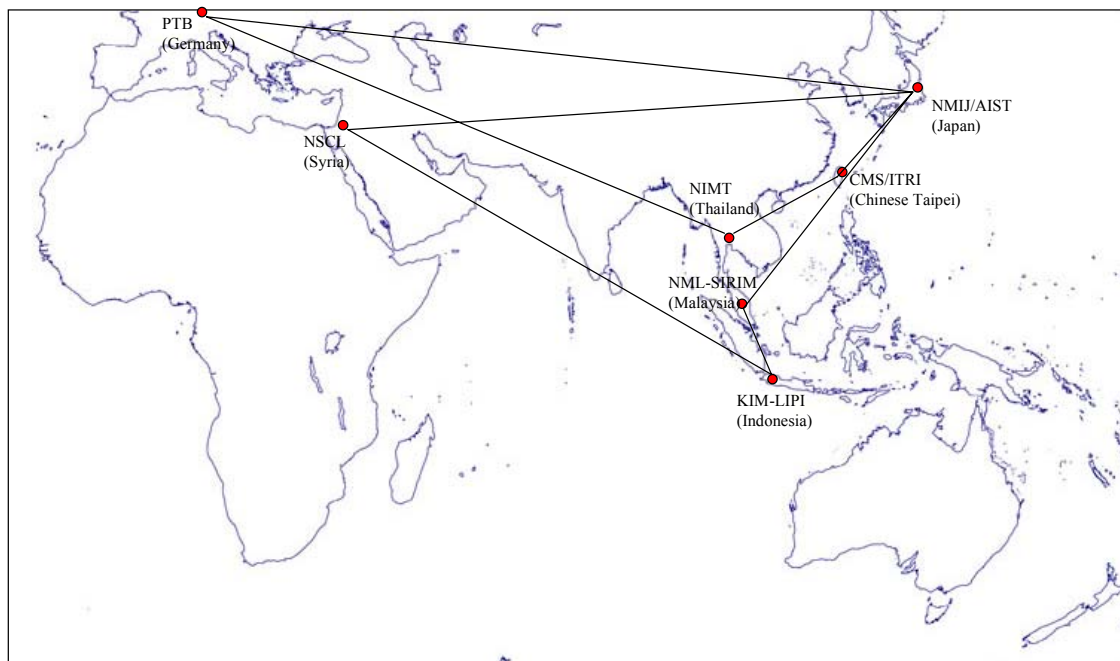 PTB
(Germany)
NMIJ/AIST
(Japan)
NSCL
(Syria)
CMS/ITRI
(Chinese Taipei)
NIMT
(Thailand)
NML-SIRIM
(Malaysia)
KIM-LIPI
(Indonesia)